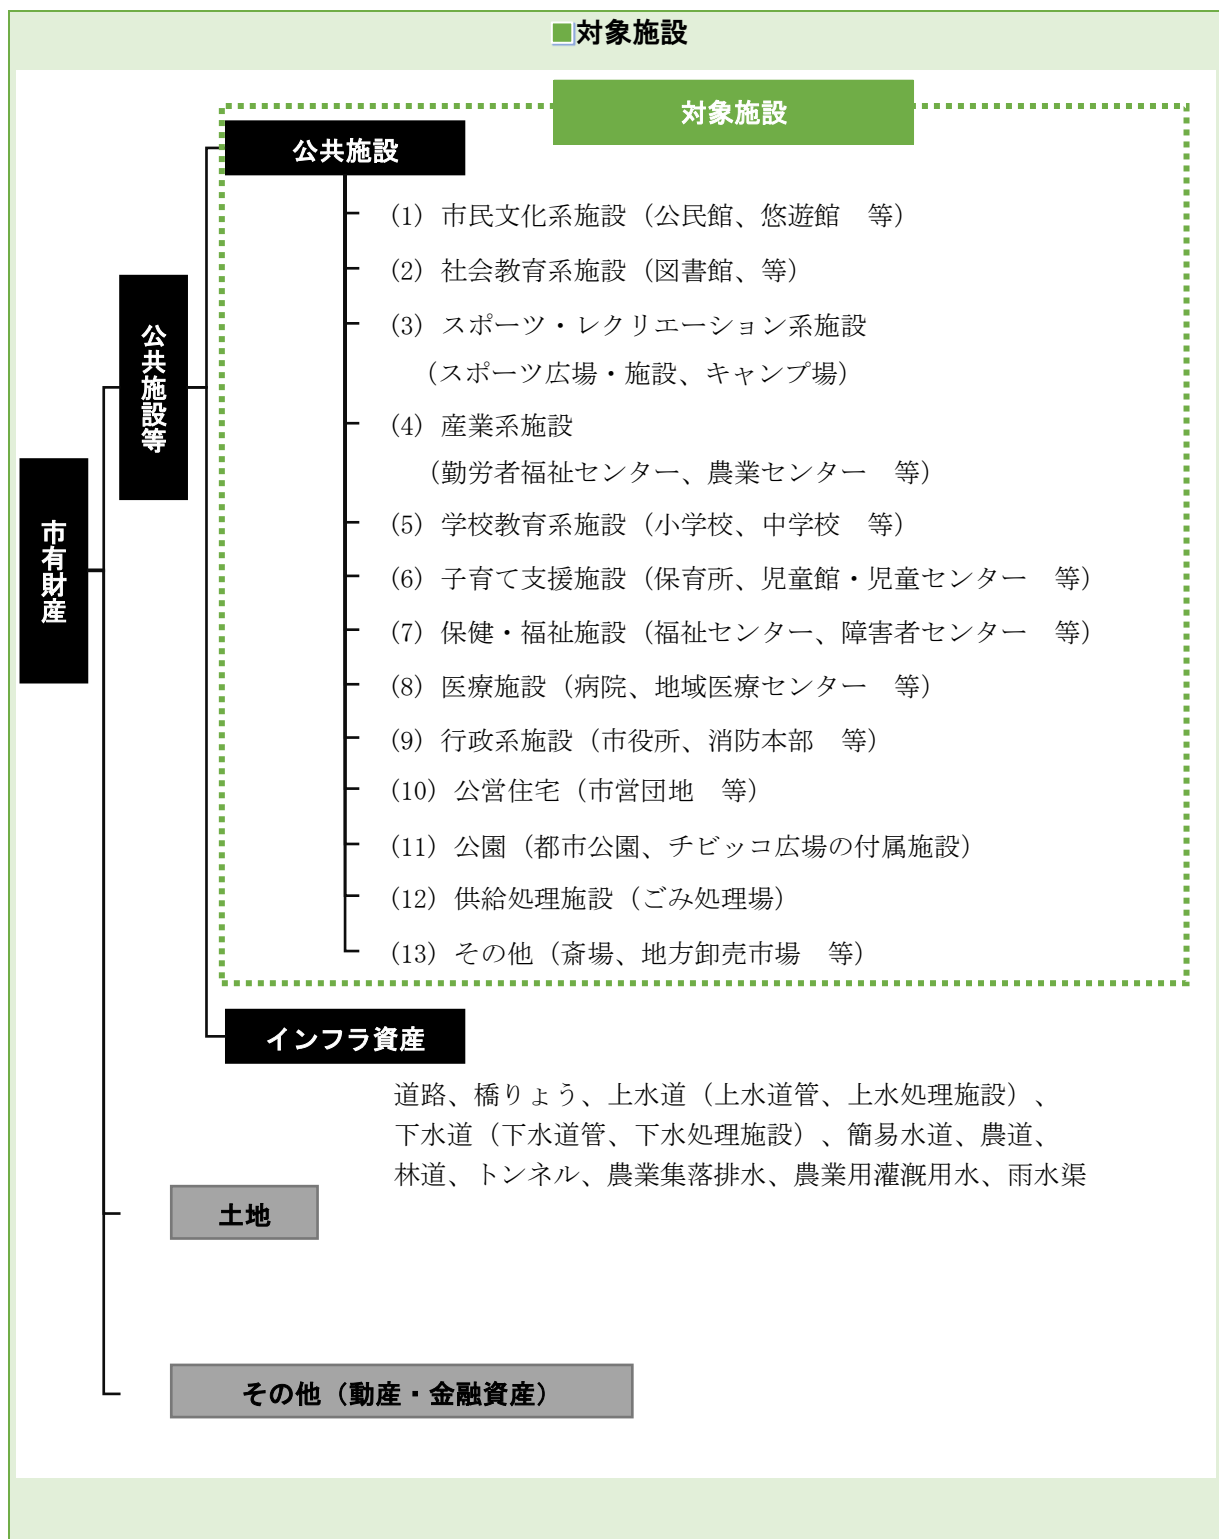 ■対象施設
対象施設
公共施設
(1) 市民文化系施設（公民館、悠遊館　等）
(2) 社会教育系施設（図書館、等）
(3) スポーツ・レクリエーション系施設
（スポーツ広場・施設、キャンプ場）
(4) 産業系施設
（勤労者福祉センター、農業センター　等）
(5) 学校教育系施設（小学校、中学校　等）
(6) 子育て支援施設（保育所、児童館・児童センター　等）
(7) 保健・福祉施設（福祉センター、障害者センター　等）
(8) 医療施設（病院、地域医療センター　等）
(9) 行政系施設（市役所、消防本部　等）
(10) 公営住宅（市営団地　等）
(11) 公園（都市公園、チビッコ広場の付属施設）
(12) 供給処理施設（ごみ処理場）
(13) その他（斎場、地方卸売市場　等）
公共施設等
市有財産
インフラ資産
道路、橋りょう、上水道（上水道管、上水処理施設）、
下水道（下水道管、下水処理施設）、簡易水道、農道、
林道、トンネル、農業集落排水、農業用灌漑用水、雨水渠
土地
その他（動産・金融資産）